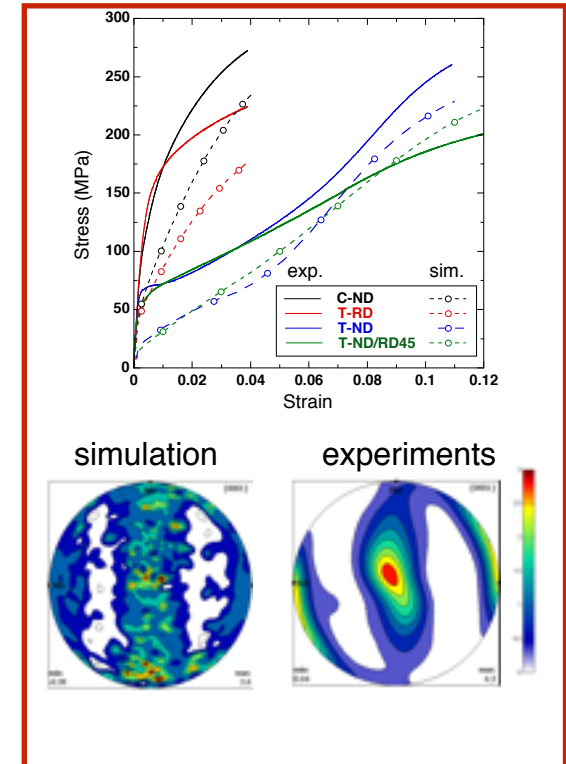 300
250
200
150
100
50
0
Stress (MPa)
exp. sim.
C-ND
T-RD
T-ND
T-ND/RD45
0 0.02 0.04 0.06 0.08 0.1 0.12
Strain
simulation experiments